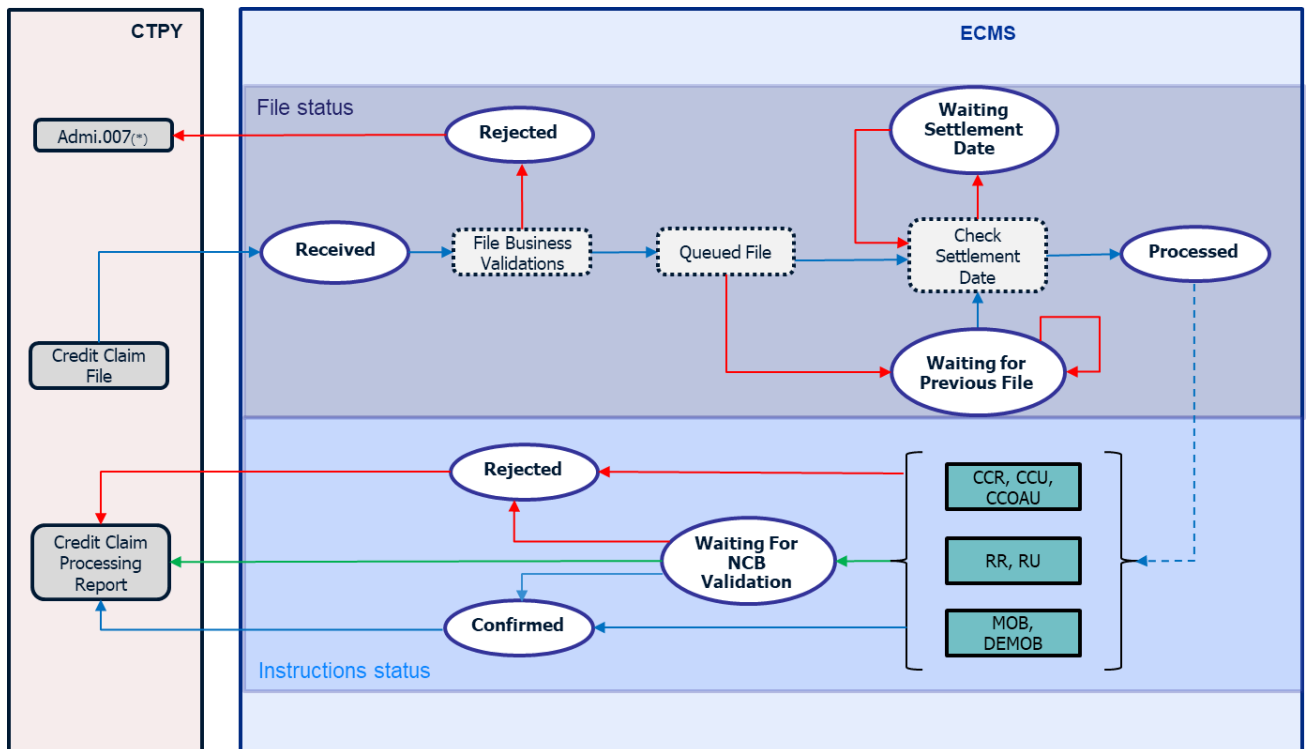 CTPY
ECMS
File status
Rejected
Waiting
Settlement
Date
Admi.007(*)
Received
File Business
Validations
Queued File
Check
Settlement
Date
Processed
Credit Claim
File
Waiting for
Previous File
Rejected
CCR, CCU,
CCOAU
Credit Claim
Processing
Report
Waiting For
NCB
Validation
RR, RU
Confirmed
MOB,
DEMOB
Instructions status